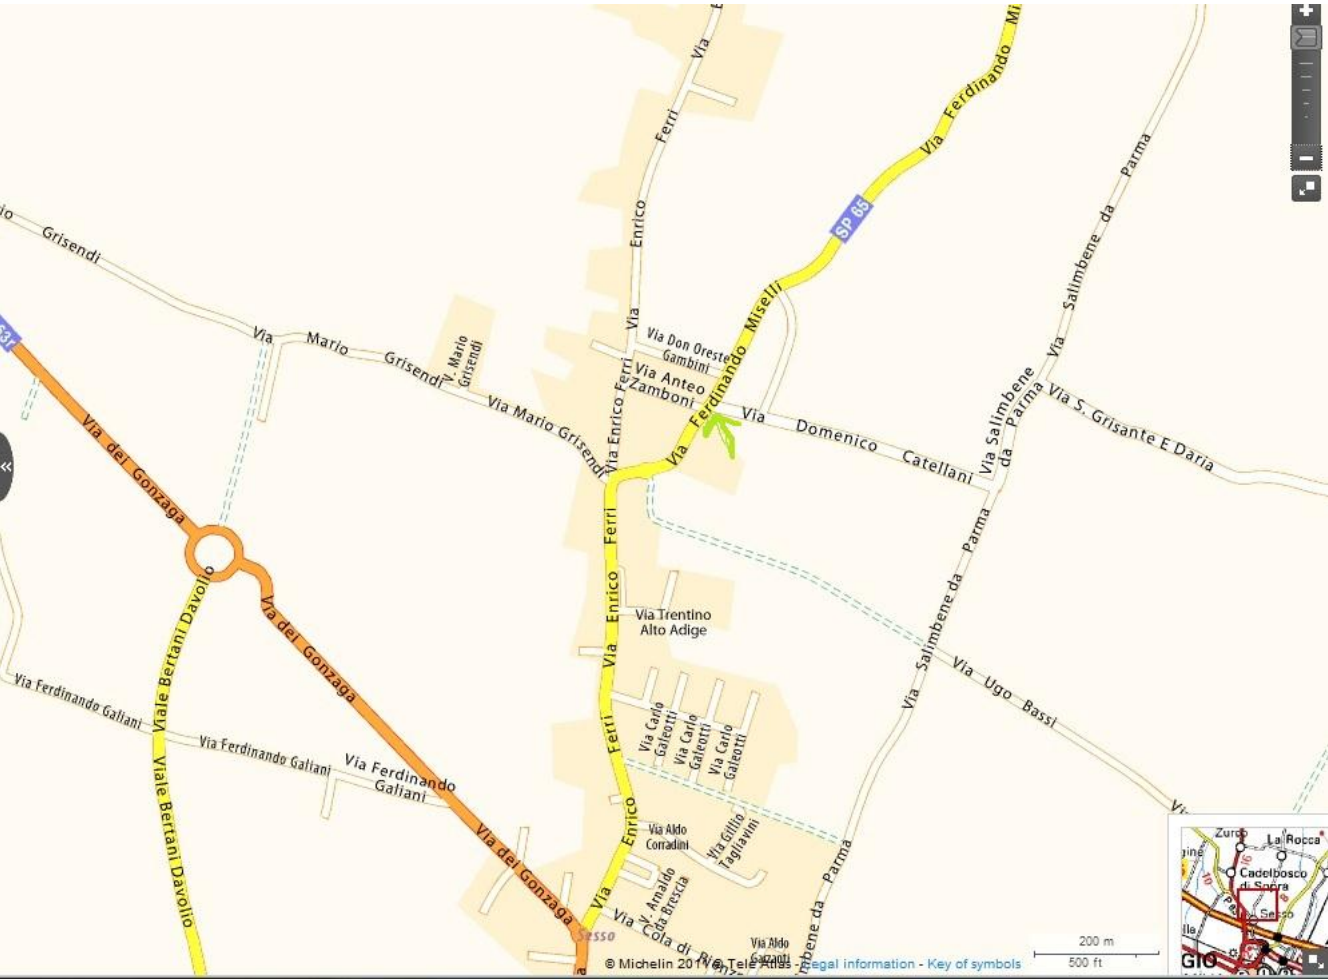 Via
Ferri
Enrico
Via
Via Ferdinando Mi
SP 65
Parma
da
Salimbene
Via
Grisendi
Via Mario Grisendi
V. Mario
Grisendi
Via Mario Grisendi
Via Enrico Ferri
Via Don Oreste
Gambini
Via Anteo
Zamboni
Via Ferdinando Miselli
Via Domenico Catellani
Via Salimbene
da Parma
Via S. Grisante E Daria
63r
Via dei Gonzaga
Via dei Gonzaga
Viale Bertani Davolio
Viale Bertani Davolio
Via Ferdinando Galiani
Via Ferdinando Galiani
Via Ferdinando
Galiani
Via dei Gonzaga
Via Enrico Ferri
Via Trentino
Alto Adige
Via Salimbene da Parma
Via Ugo Bassi
Ferri
Enrico
Via
Via Carlo
Galeotti
Via Carlo
Galeotti
Via Carlo
Galeotti
Via Aldo
Corradini
Via Gillio
Tagliavini
V. Arnaldo
da Brescia
Via Cola di
Via Aldo
Parma
Sesso
200 m
500 ft
Legal information - Key of symbols
La Rocca
Cadelbosco
di Sopra
Sesso
GIO